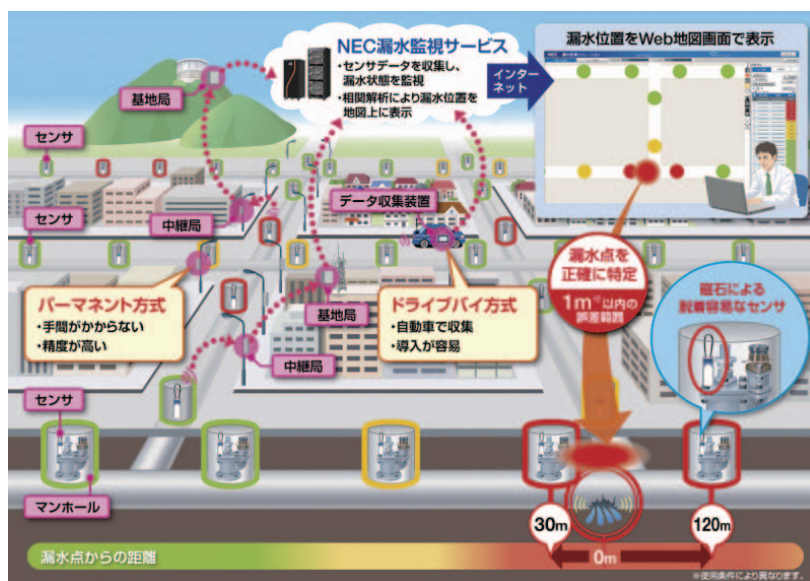 NEC漏水監視サービス
・センサデータを収集し、
漏水状態を監視
・相関解析により漏水位置を
地図上に表示
インター
ネット
漏水位置をWeb地図画面で表示
基地局
センサ
センサ
中継局
データ収集装置
パーマネント方式
・手間がかからない
・精度が高い
基地局
ドライブバイ方式
・自動車で収集
・導入が容易
中継局
漏水点を
正確に特定
1m※以内の
誤差範囲
磁石による
脱着容易なセンサ
センサ
マンホール
30m
0m
120m
漏水点からの距離
※使用条件により異なります。